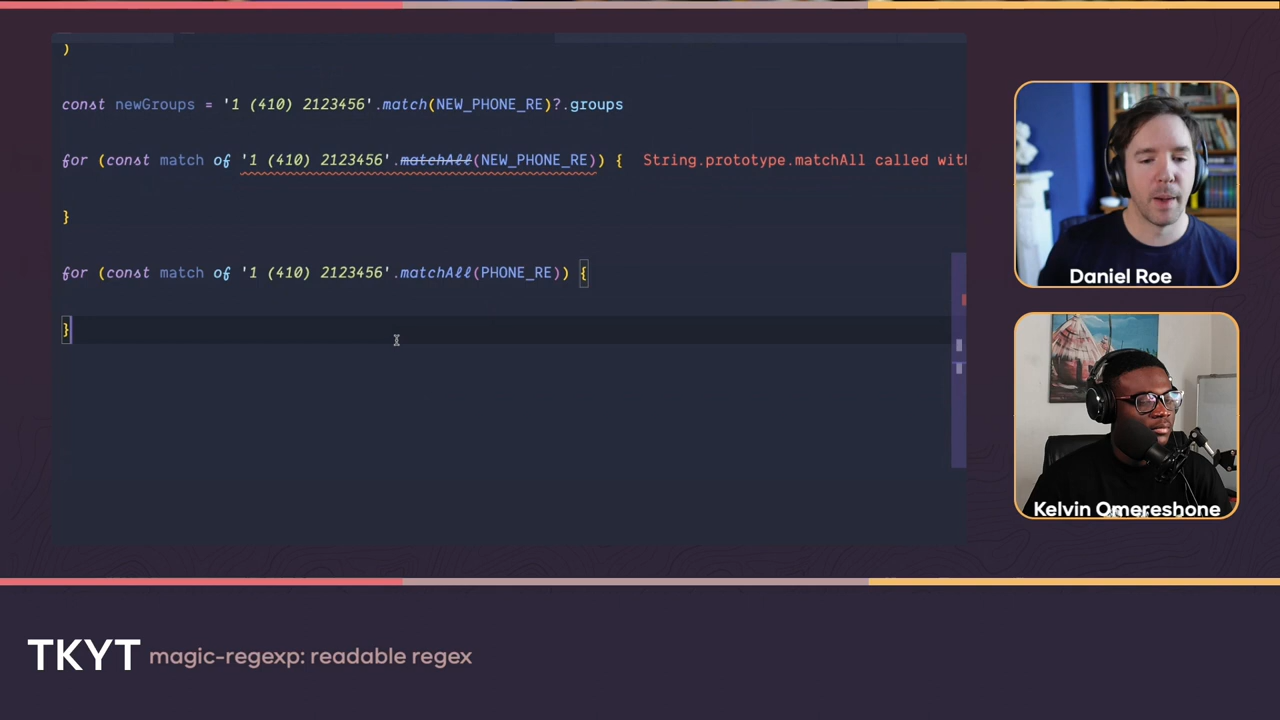 )
const newGroups = '1 (410) 2123456'.match(NEW_PHONE_RE)?.groups
for (const match of '1 (410) 2123456'.matchAll(NEW_PHONE_RE)) { String.prototype.matchAll called with
}
for (const match of '1 (410) 2123456'.matchAll(PHONE_RE)) {
}
Daniel Roe
Kelvin Omereshone
TKYT magic-regexp: readable regex